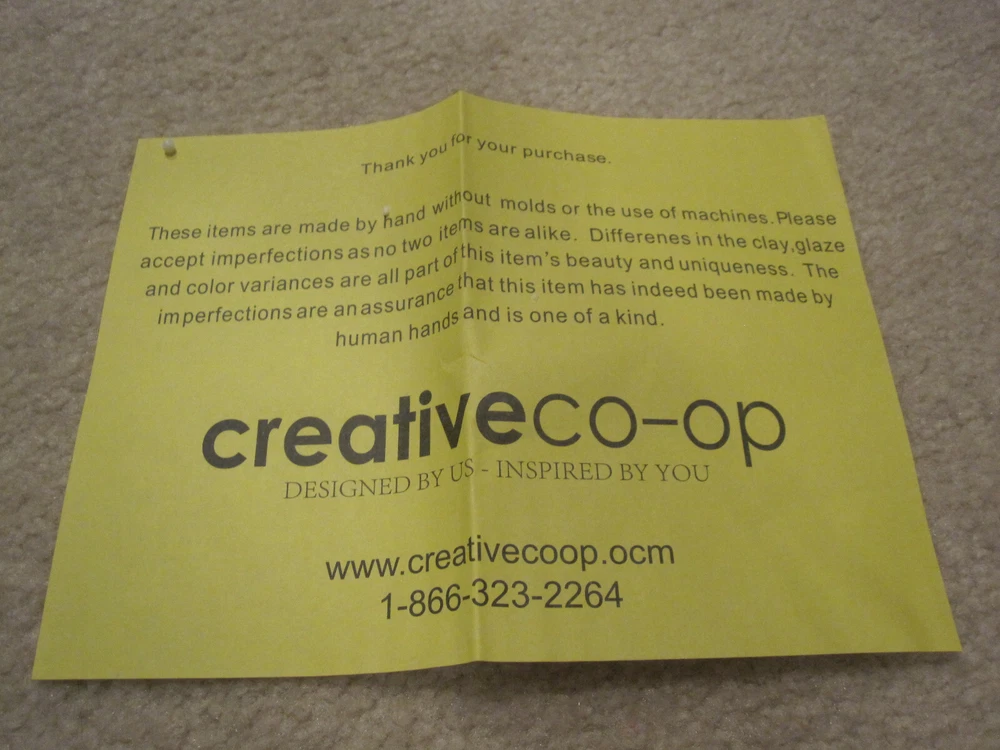 Thank you for your purchase.
These items are made by hand without molds or the use of machines.Please
accept imperfections as no two items are alike. Differenes in the clay,glaze
and color variances are all part of this item's beauty and uniqueness. The
imperfections are an assurance that this item has indeed been made by
human hands and is one of a kind.
creativeco-op
DESIGNED BY US - INSPIRED BY YOU
www.creativecoop.ocm
1-866-323-2264